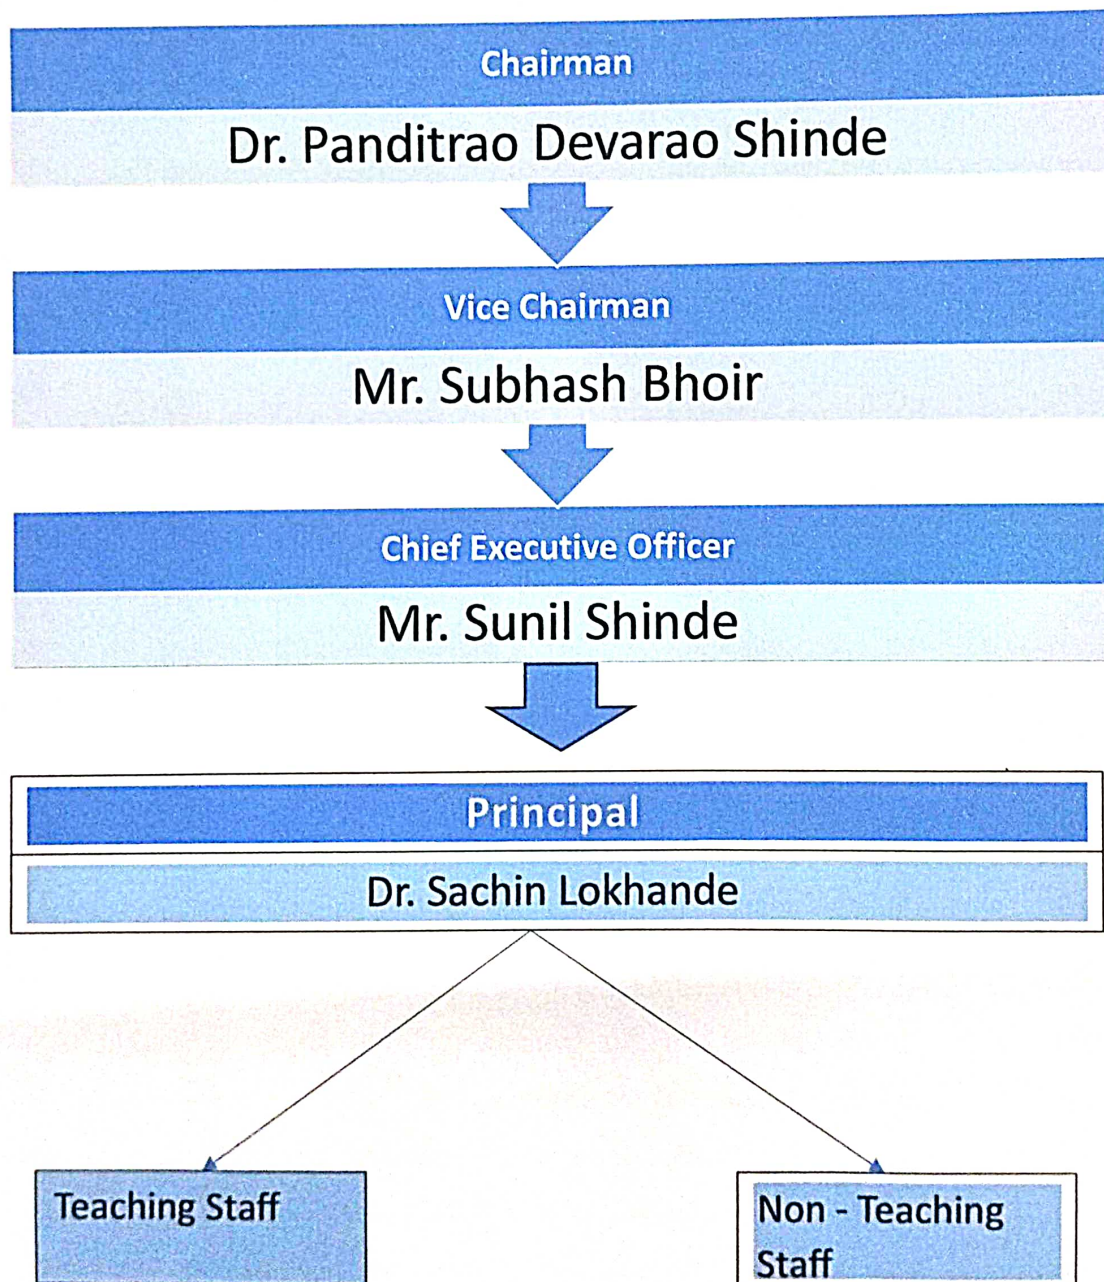 Chairman
Dr. Panditrao Devarao Shinde
Vice Chairman
Mr. Subhash Bhoir
Chief Executive Officer
Mr. Sunil Shinde
Principal
Dr. Sachin Lokhande
Teaching Staff
Non - Teaching
Staff